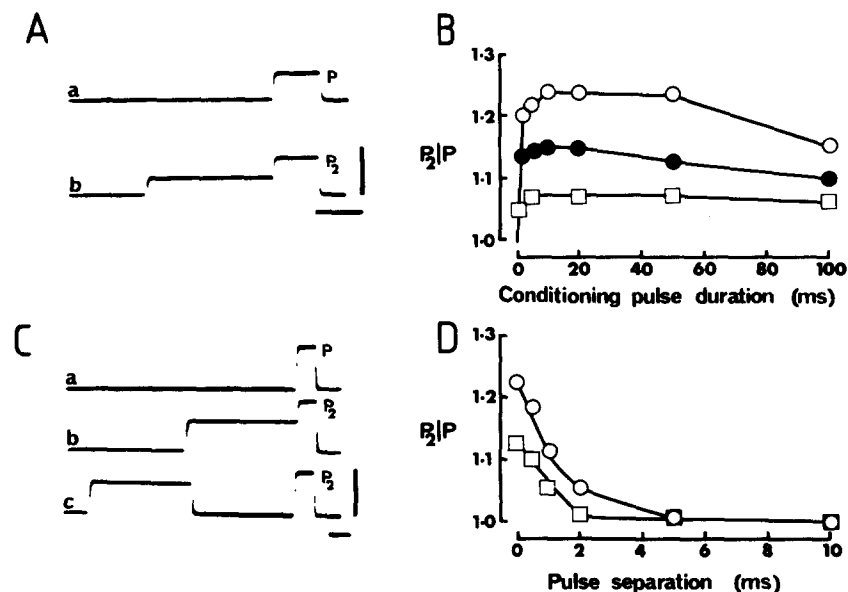 A
a
P
b
P2
B
1·3
1·2
P2|P
1·1
1·0
0 20 40 60 80 100
Conditioning pulse duration (ms)
C
a
P
b
P2
c
P2
D
1·3
1·2
P2|P
1·1
1·0
0 2 4 6 8 10
Pulse separation (ms)